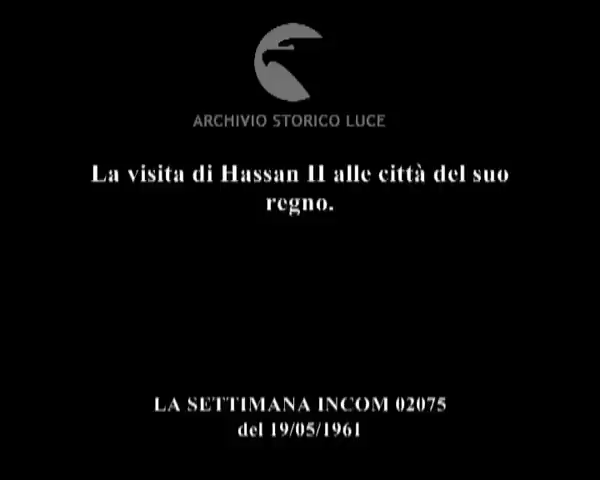 ARCHIVIO STORICO LUCE
La visita di Hassan II alle città del suo
regno.
LA SETTIMANA INCOM 02075
del 19/05/1961